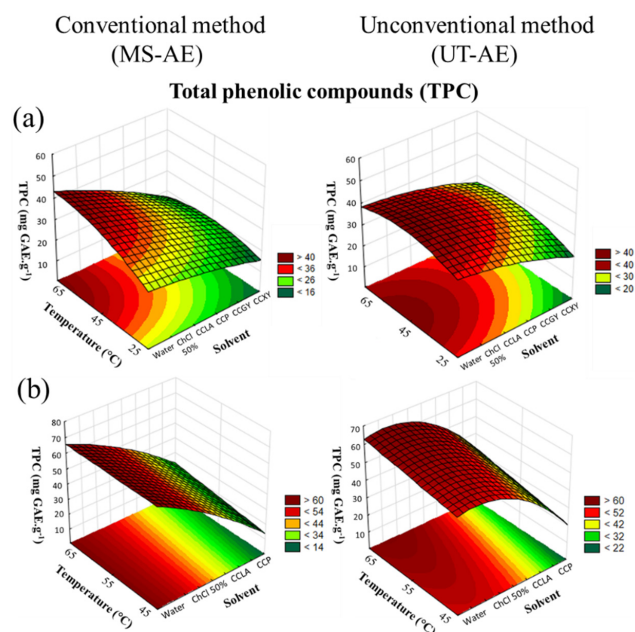 Conventional method
(MS-AE)
Unconventional method
(UT-AE)
Total phenolic compounds (TPC)
(a)
TPC (mg GAE.g⁻¹)
60
50
40
30
20
10
65
45
25
Temperature (°C)
Water
ChCl
50%
CCLA
CCP
CCGY
CCXY
Solvent
> 40
< 36
< 26
< 16
TPC (mg GAE.g⁻¹)
60
50
40
30
20
10
65
45
25
Temperature (°C)
Water
ChCl
50%
CCLA
CCP
CCGY
CCXY
Solvent
> 40
< 40
< 30
< 20
(b)
TPC (mg GAE.g⁻¹)
80
70
60
50
40
30
20
10
65
55
45
Temperature (°C)
Water
ChCl 50%
CCLA
CCP
Solvent
> 60
< 54
< 44
< 34
< 14
TPC (mg GAE.g⁻¹)
70
60
50
40
30
20
10
65
55
45
Temperature (°C)
Water
ChCl 50%
CCLA
CCP
Solvent
> 60
< 52
< 42
< 32
< 22